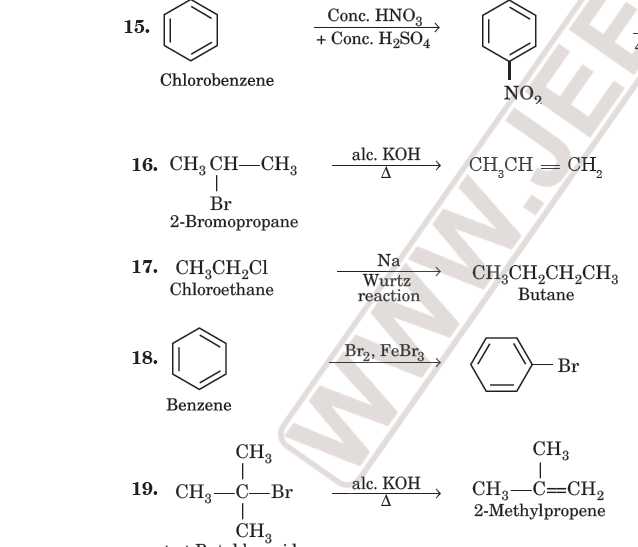 15. Conc. HNO₃
+ Conc. H₂SO₄
Chlorobenzene
NO₂
16. CH₃ CH—CH₃ alc. KOH CH₃CH = CH₂
Δ
Br
2-Bromopropane
17. CH₃CH₂Cl Na CH₃CH₂CH₂CH₃
Chloroethane Wurtz Butane
reaction
18. Br₂, FeBr₃ Br
Benzene
CH₃ CH₃
19. CH₃—C—Br alc. KOH CH₃—C=CH₂
Δ 2-Methylpropene
CH₃
WWW.JEE